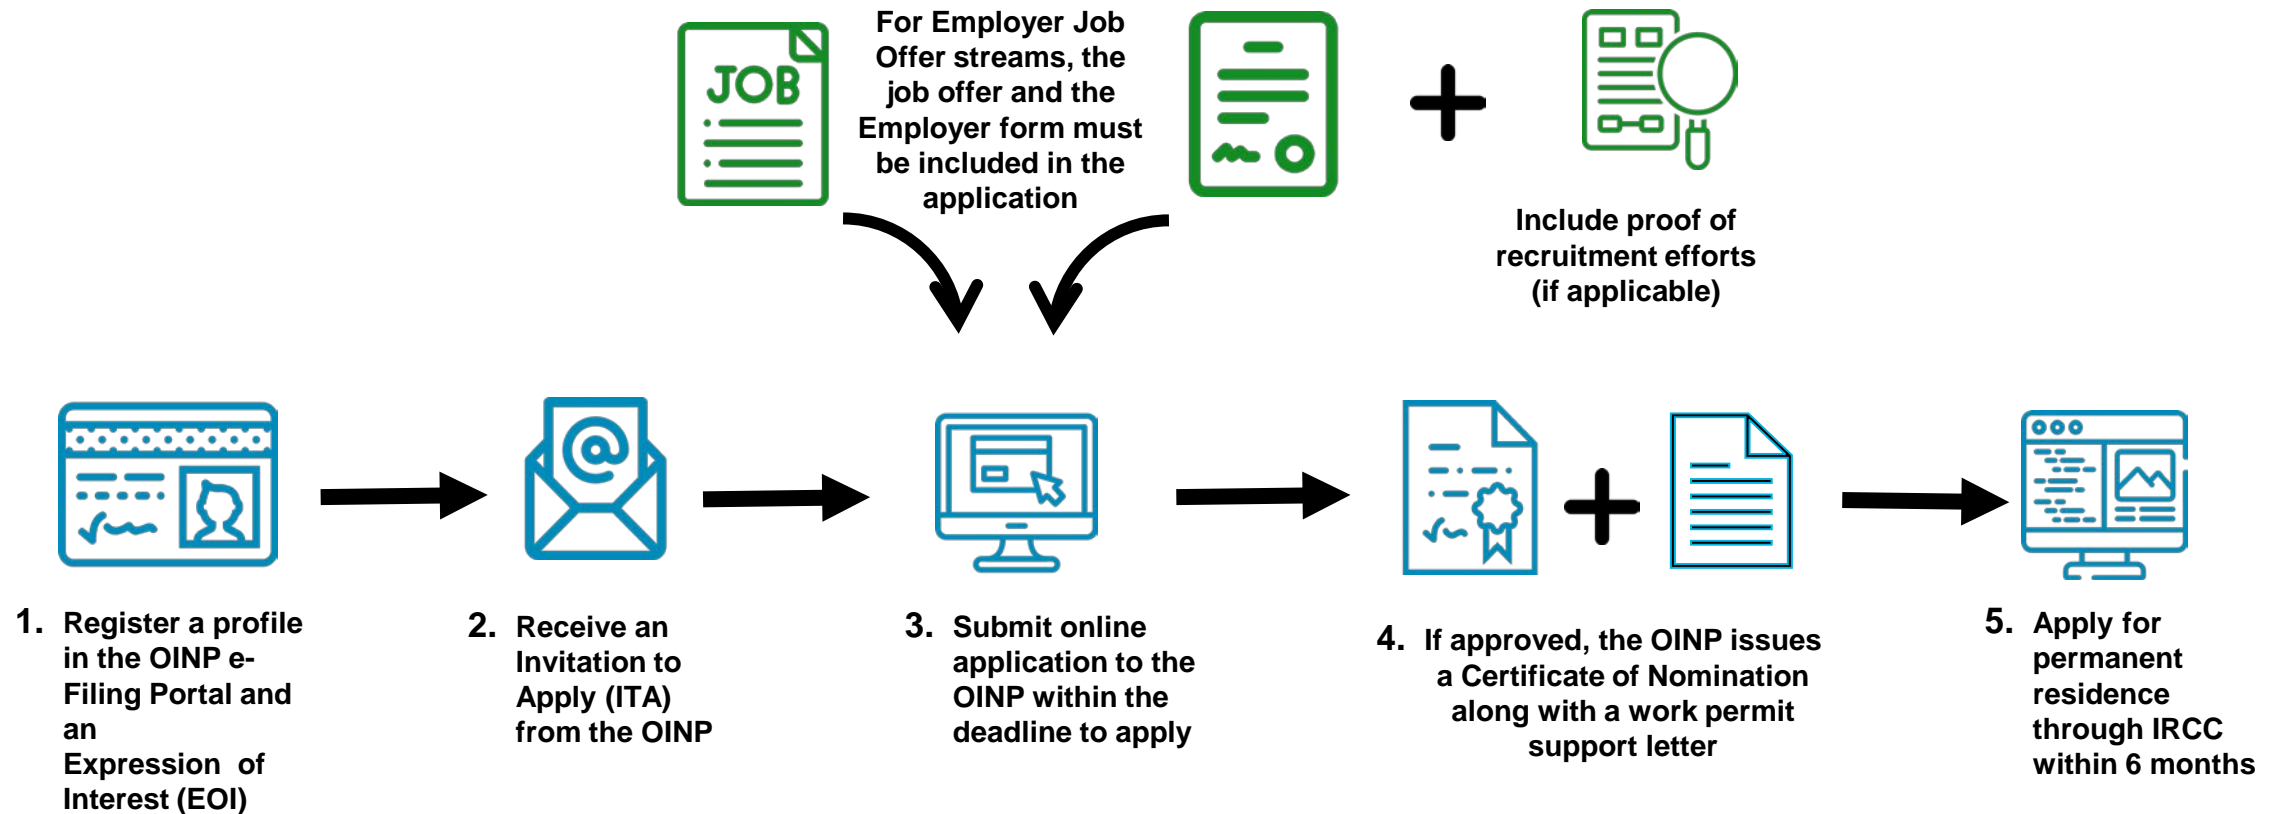 JOB
For Employer Job
Offer streams, the
job offer and the
Employer form must
be included in the
application
Include proof of
recruitment efforts
(if applicable)
1. Register a profile
in the OINP e-
Filing Portal and
an
Expression of
Interest (EOI)
2. Receive an
Invitation to
Apply (ITA)
from the OINP
3. Submit online
application to the
OINP within the
deadline to apply
4. If approved, the OINP issues
a Certificate of Nomination
along with a work permit
support letter
5. Apply for
permanent
residence
through IRCC
within 6 months